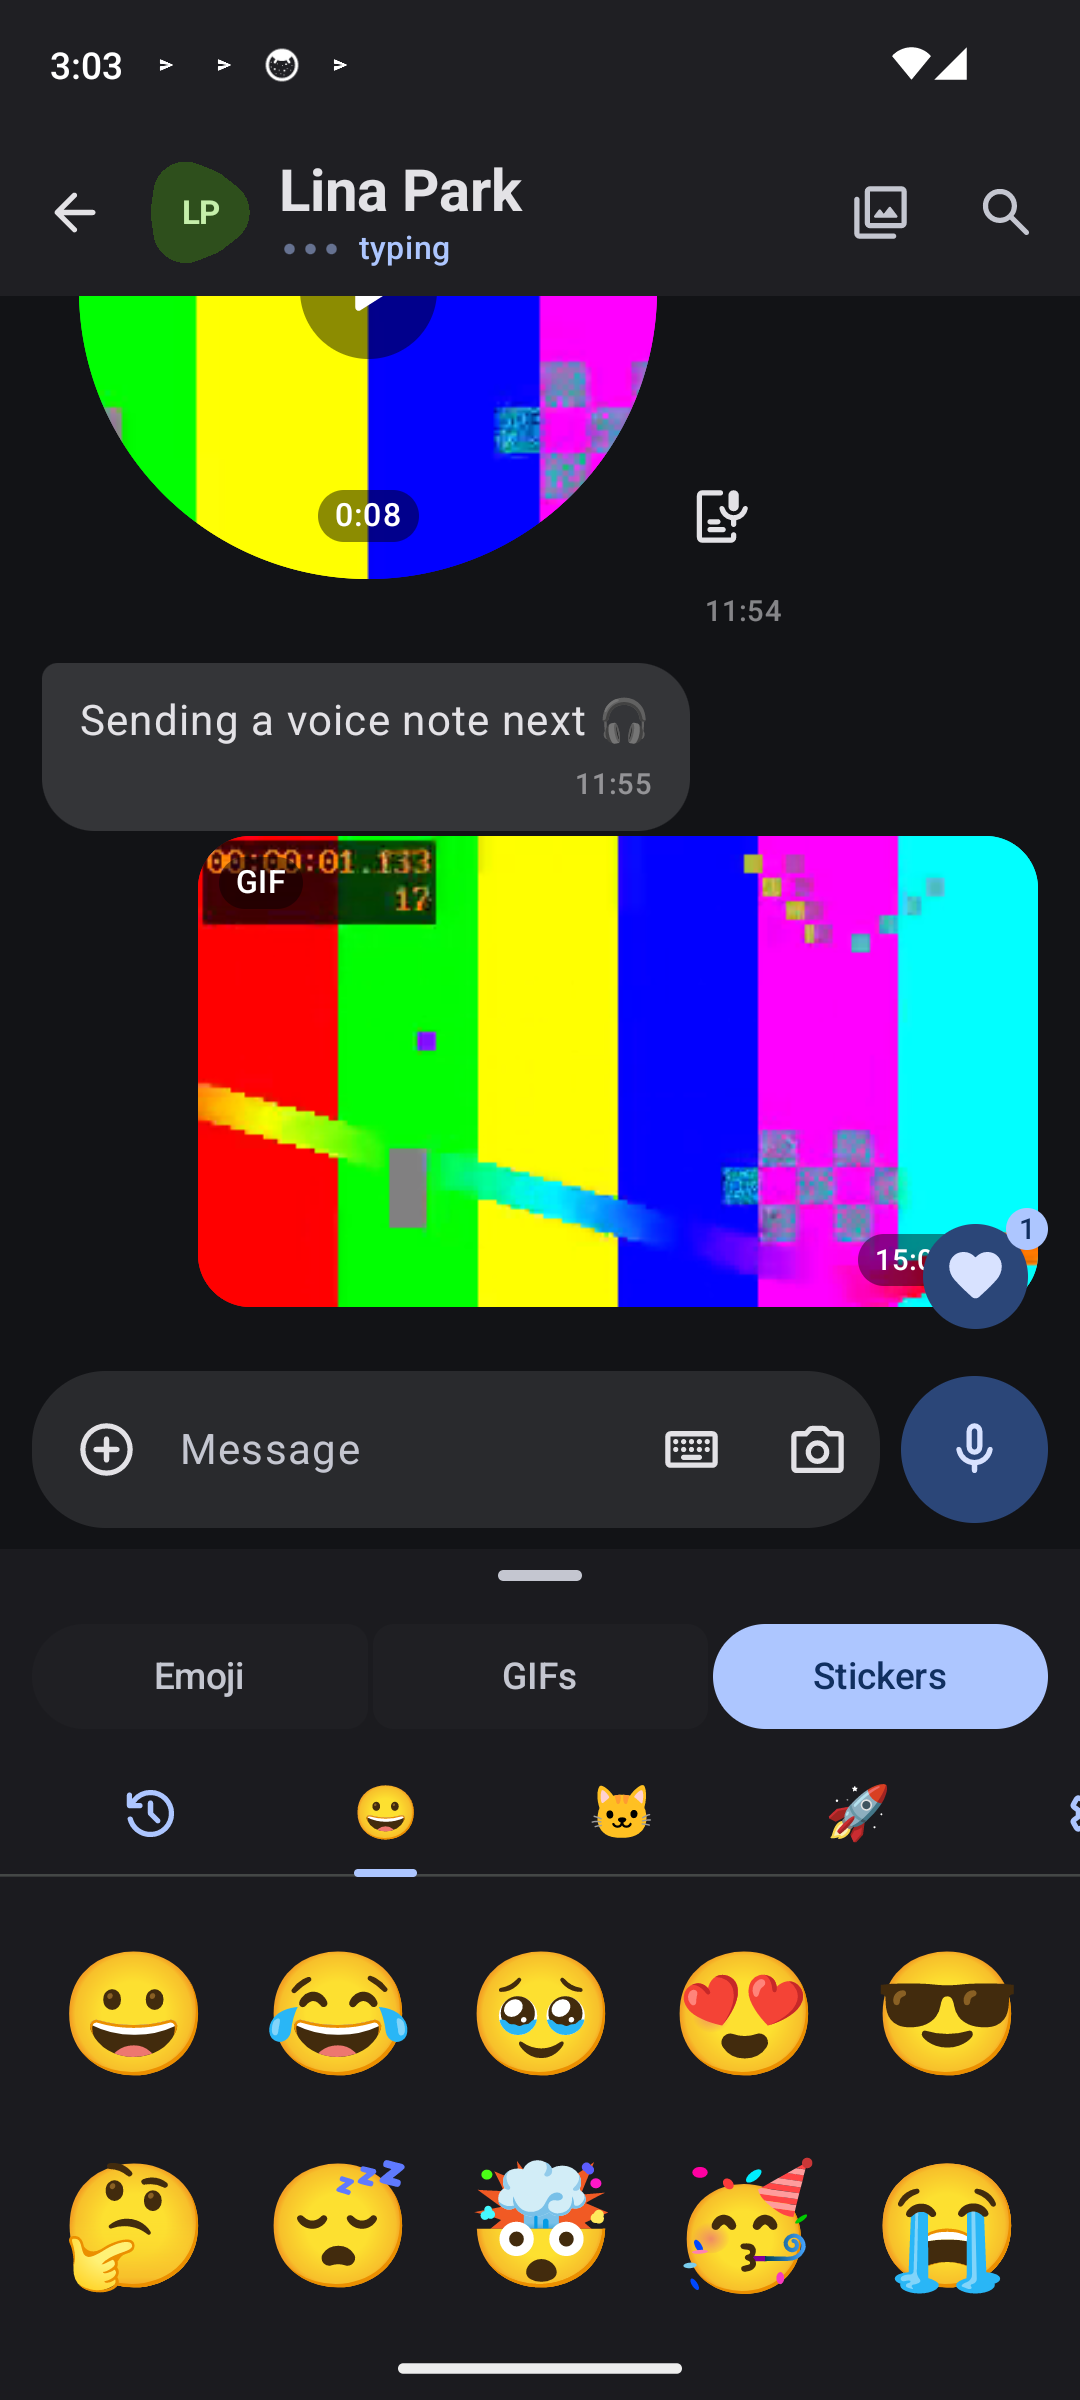 3:03
LP
Lina Park
typing
0:08
11:54
Sending a voice note next 🎧
11:55
00:00:01.133
GIF
17
1
Message
Emoji
GIFs
Stickers